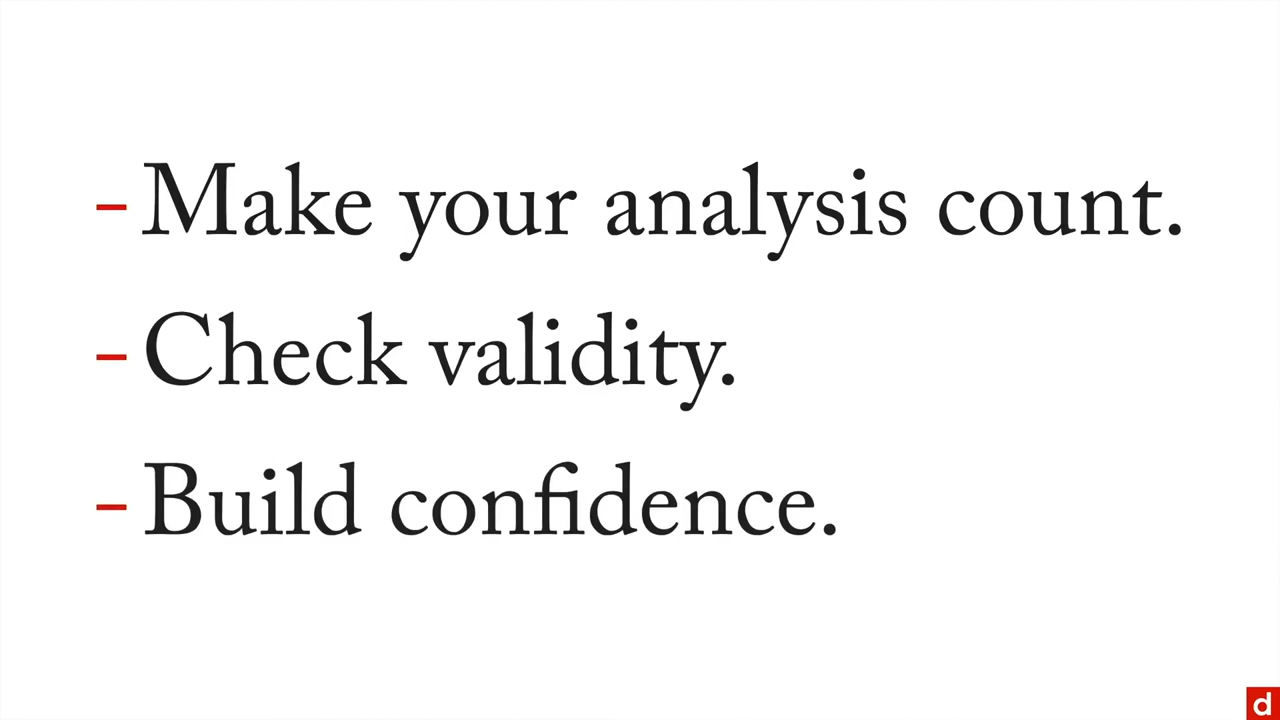 - Make your analysis count.
- Check validity.
- Build confidence.
d